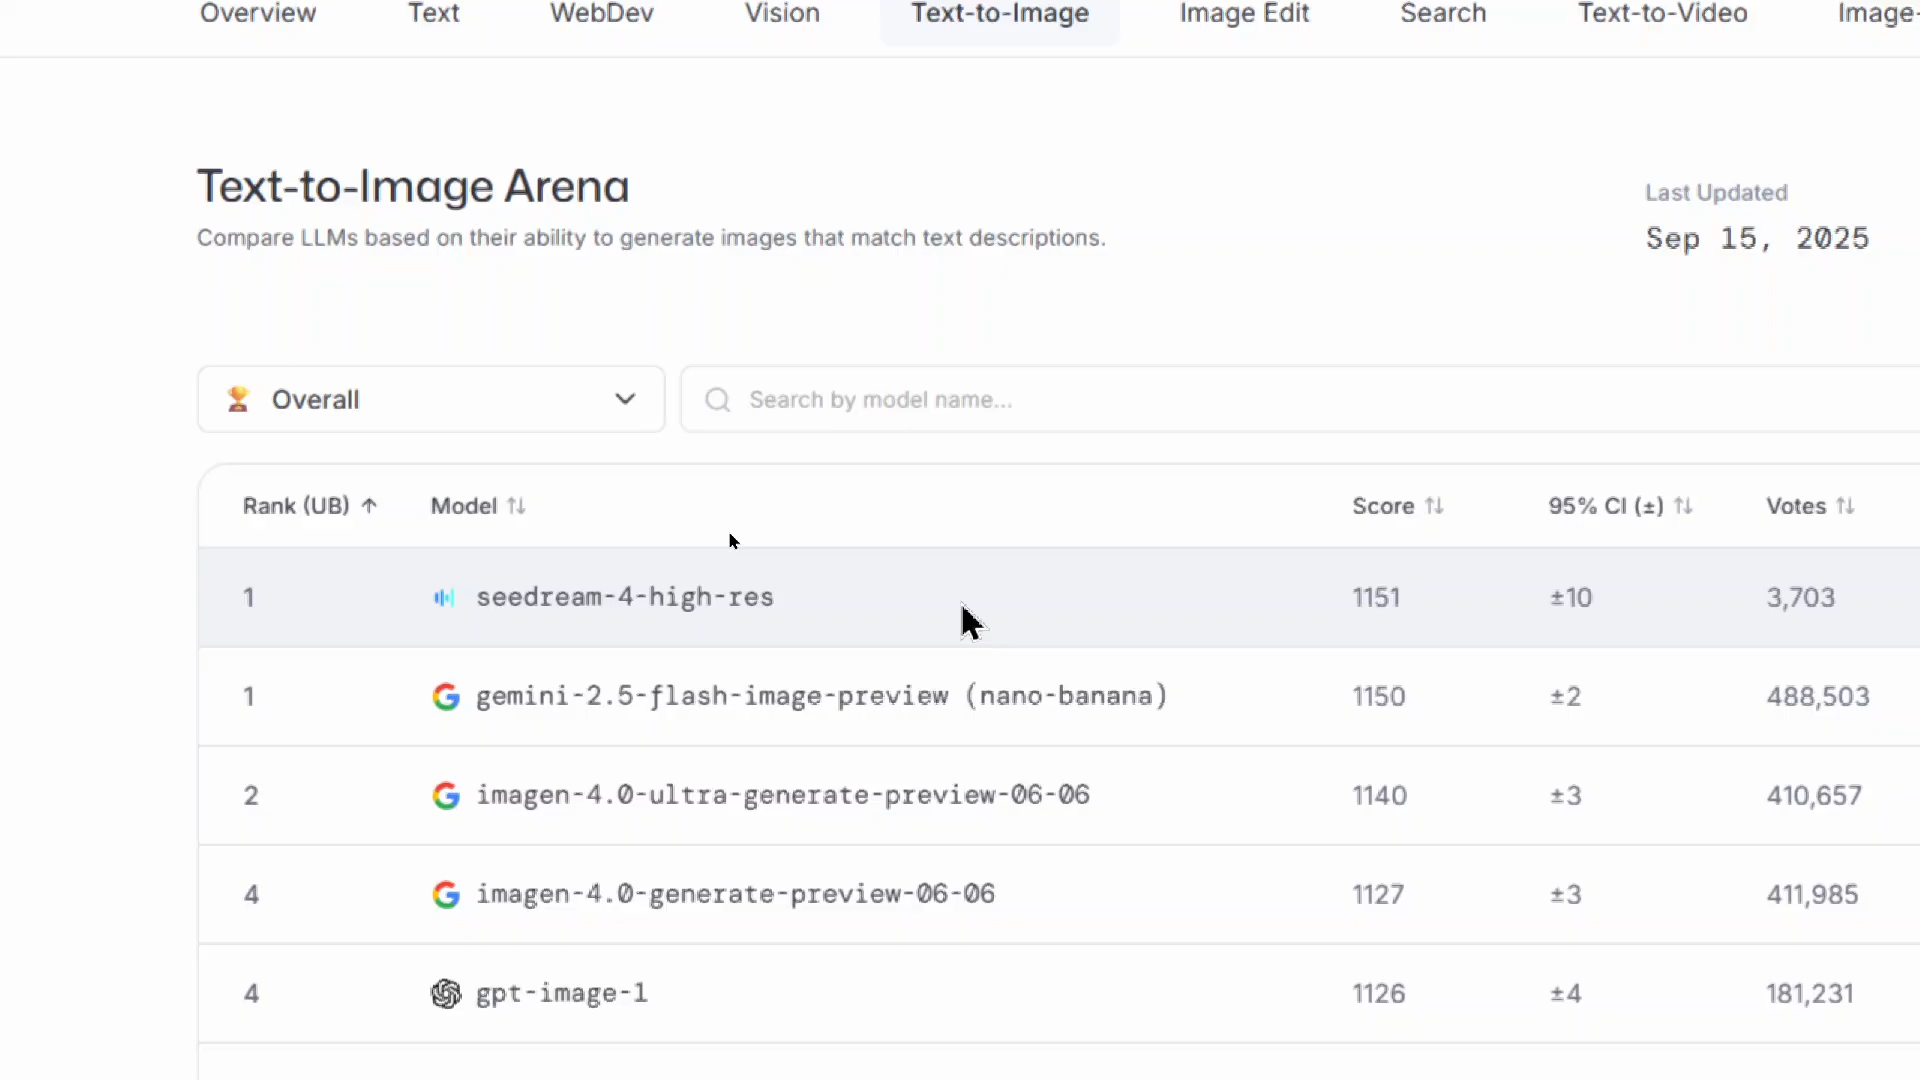 Overview Text WebDev Vision Text-to-Image Image Edit Search Text-to-Video Image-
Text-to-Image Arena
Compare LLMs based on their ability to generate images that match text descriptions.
Last Updated
Sep 15, 2025
Overall
Search by model name...
Rank (UB) Model Score 95% CI (±) Votes
1 seedream-4-high-res 1151 ±10 3,703
1 gemini-2.5-flash-image-preview (nano-banana) 1150 ±2 488,503
2 imagen-4.0-ultra-generate-preview-06-06 1140 ±3 410,657
4 imagen-4.0-generate-preview-06-06 1127 ±3 411,985
4 gpt-image-1 1126 ±4 181,231